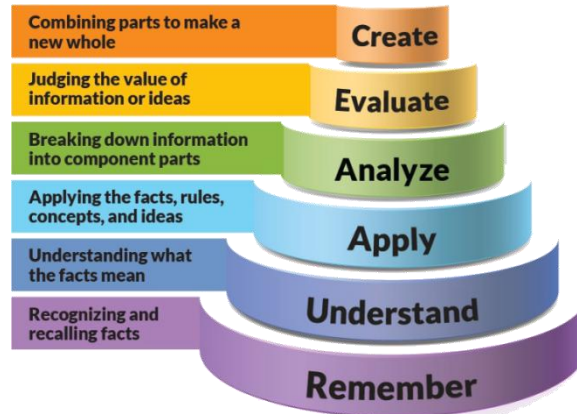 Combining parts to make a
new whole
Create
Judging the value of
information or ideas
Evaluate
Breaking down information
into component parts
Analyze
Applying the facts, rules,
concepts, and ideas
Apply
Understanding what
the facts mean
Understand
Recognizing and
recalling facts
Remember